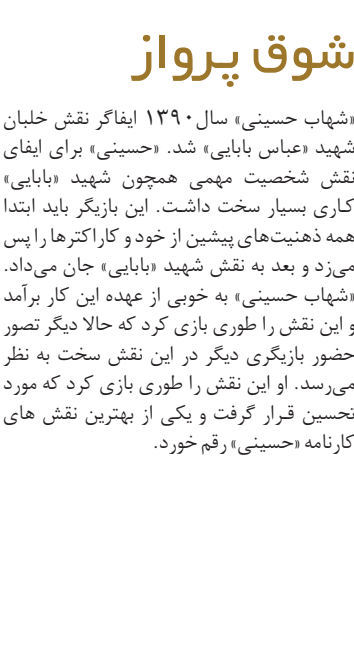 شوق پرواز
«شهاب حسینی» سال۱۳۹۰ ایفاگر نقش خلبان
شهید «عباس بابایی» شد. «حسینی» برای ایفای
نقش شخصیت مهمی همچون شهید «بابایی»
کاری بسیار سخت داشت. این بازیگر باید ابتدا
همه ذهنیت‌های پیشین از خود و کاراکترها را پس
می‌زد و بعد به نقش شهید «بابایی» جان می‌داد.
«شهاب حسینی» به خوبی از عهده این کار برآمد
و این نقش را طوری بازی کرد که حالا دیگر تصور
حضور بازیگری دیگر در این نقش سخت به نظر
می‌رسد. او این نقش را طوری بازی کرد که مورد
تحسین قرار گرفت و یکی از بهترین نقش های
کارنامه «حسینی» رقم خورد.